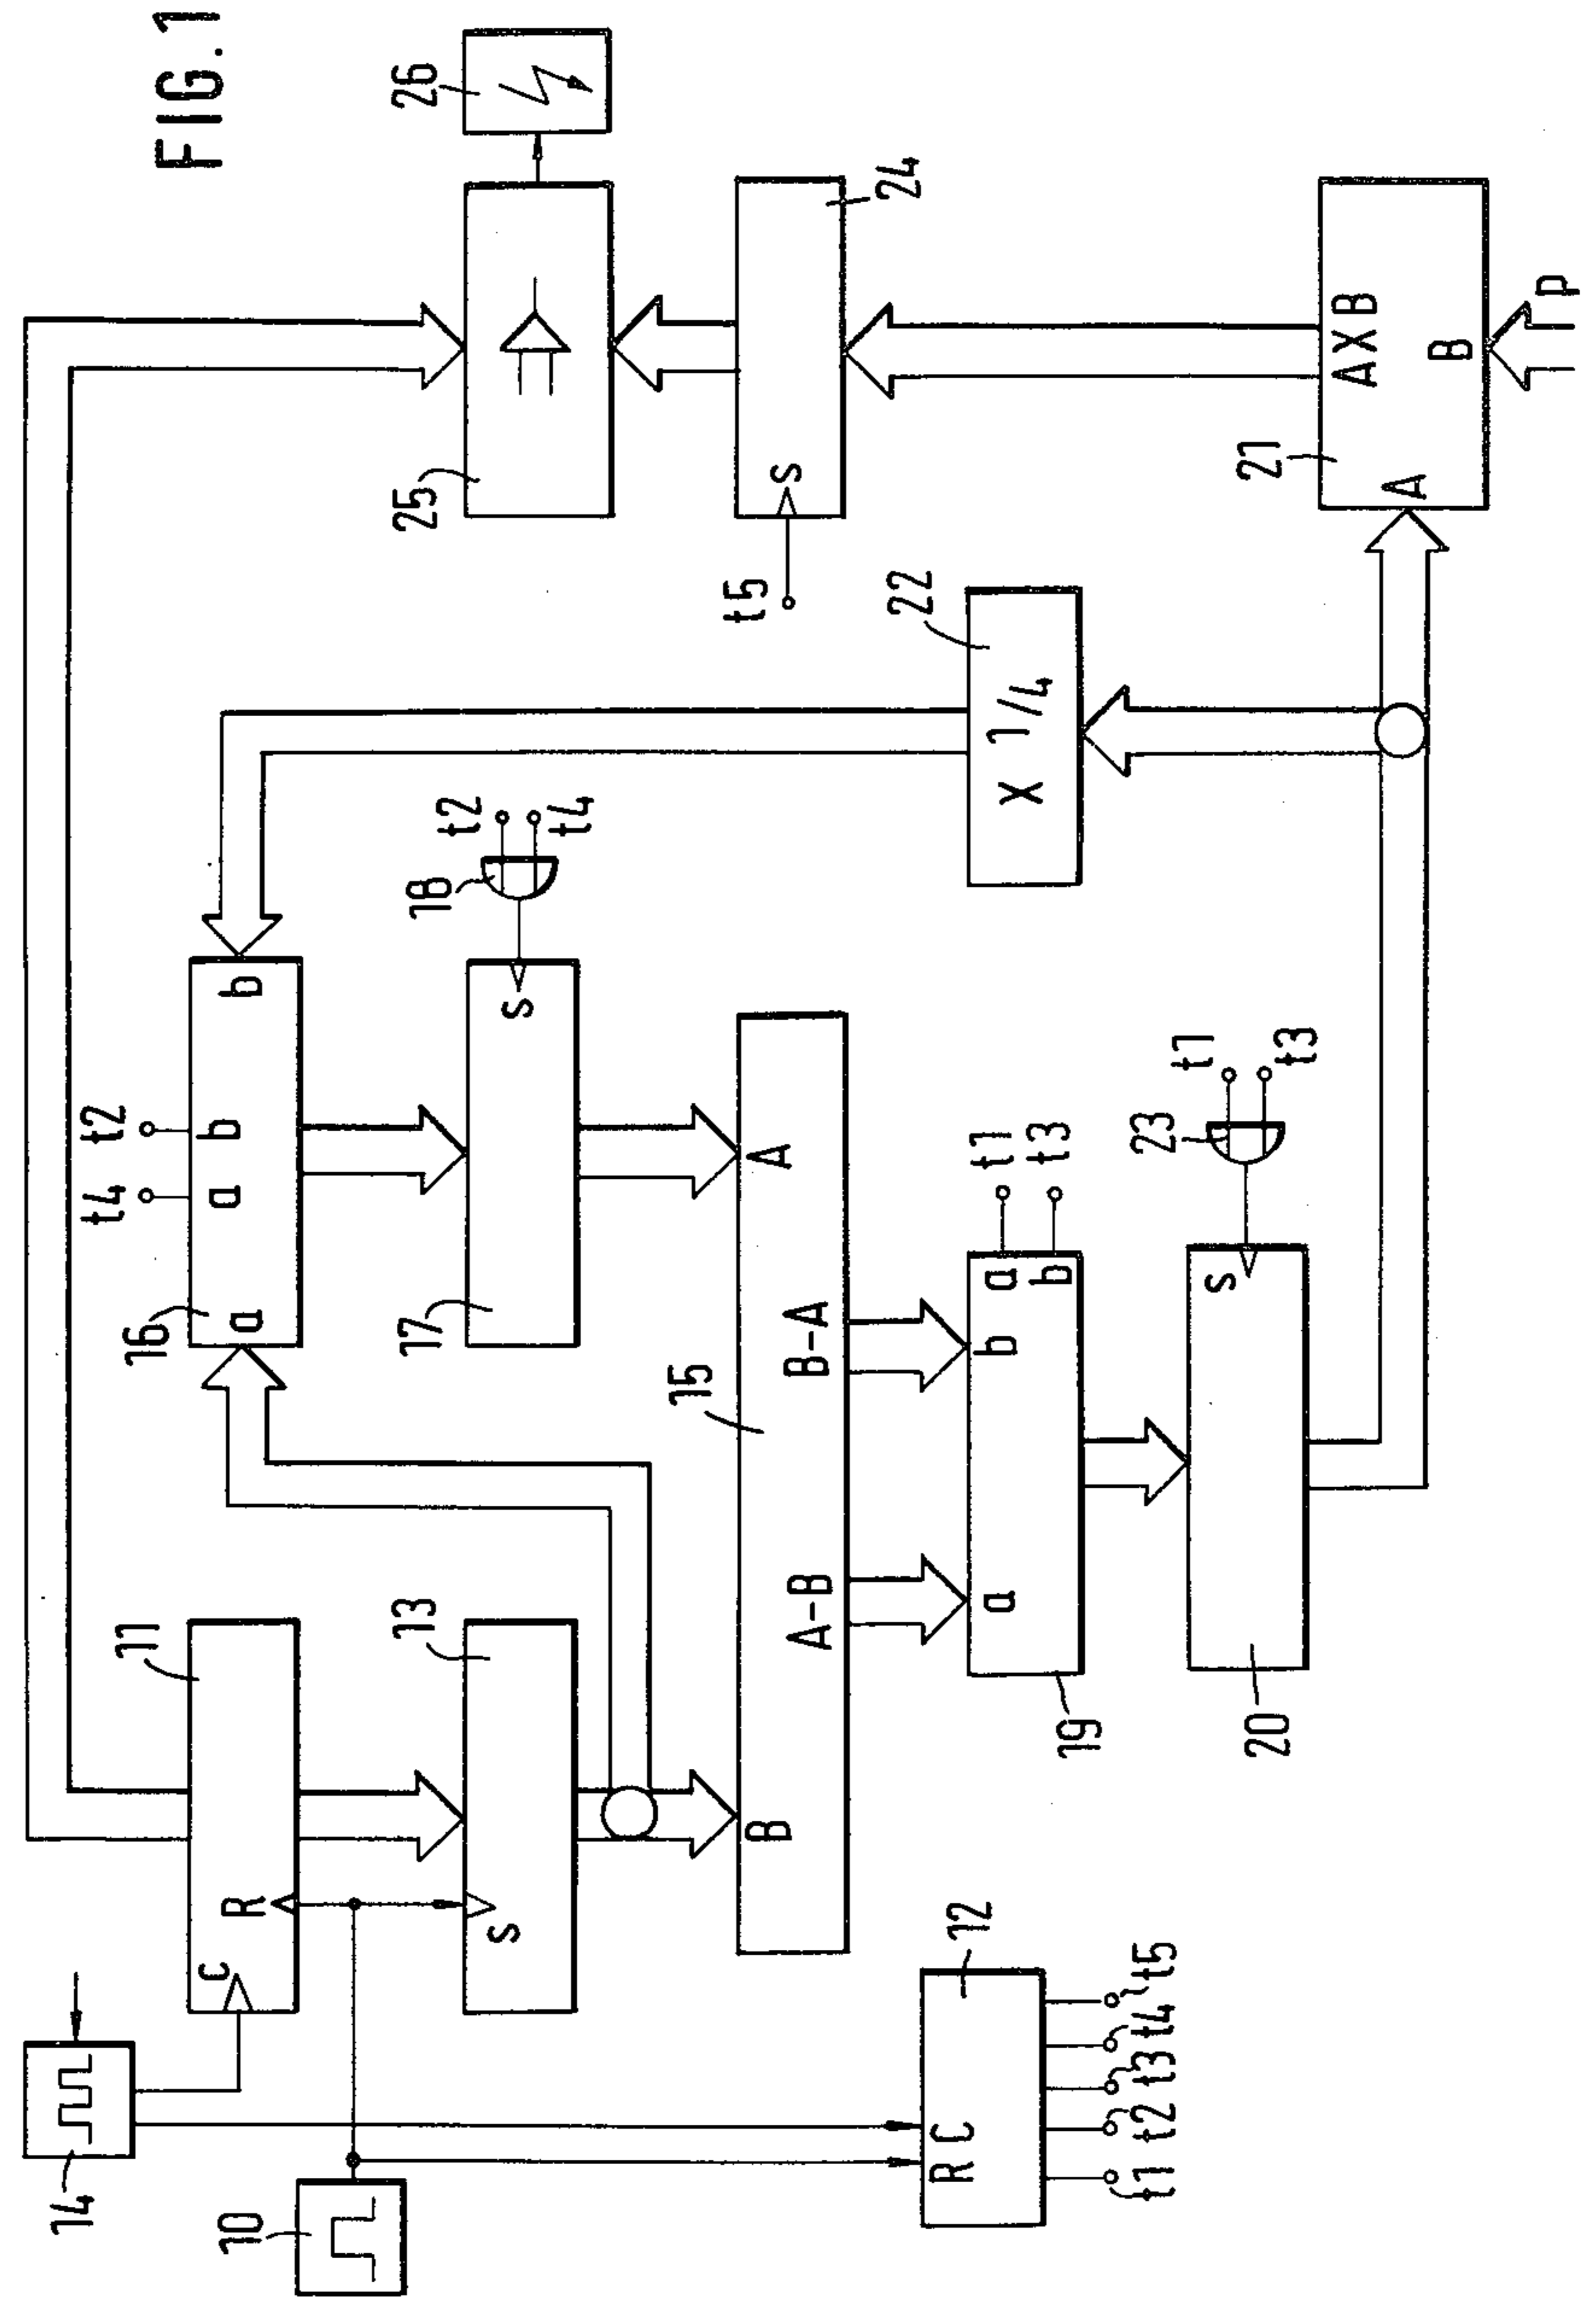 FIG.1
14
10
C
R
11
S
13
R C
12
t1 t2 t3 t4 t5
t4 t2
16
a
a b
b
17
S
18
t2
t4
15
B
A
A-B
B-A
19
a
b
a
b
t1
t3
20
S
23
t1
t3
X 1/4
22
25
26
t5
S
24
21
A
A X B
B
p